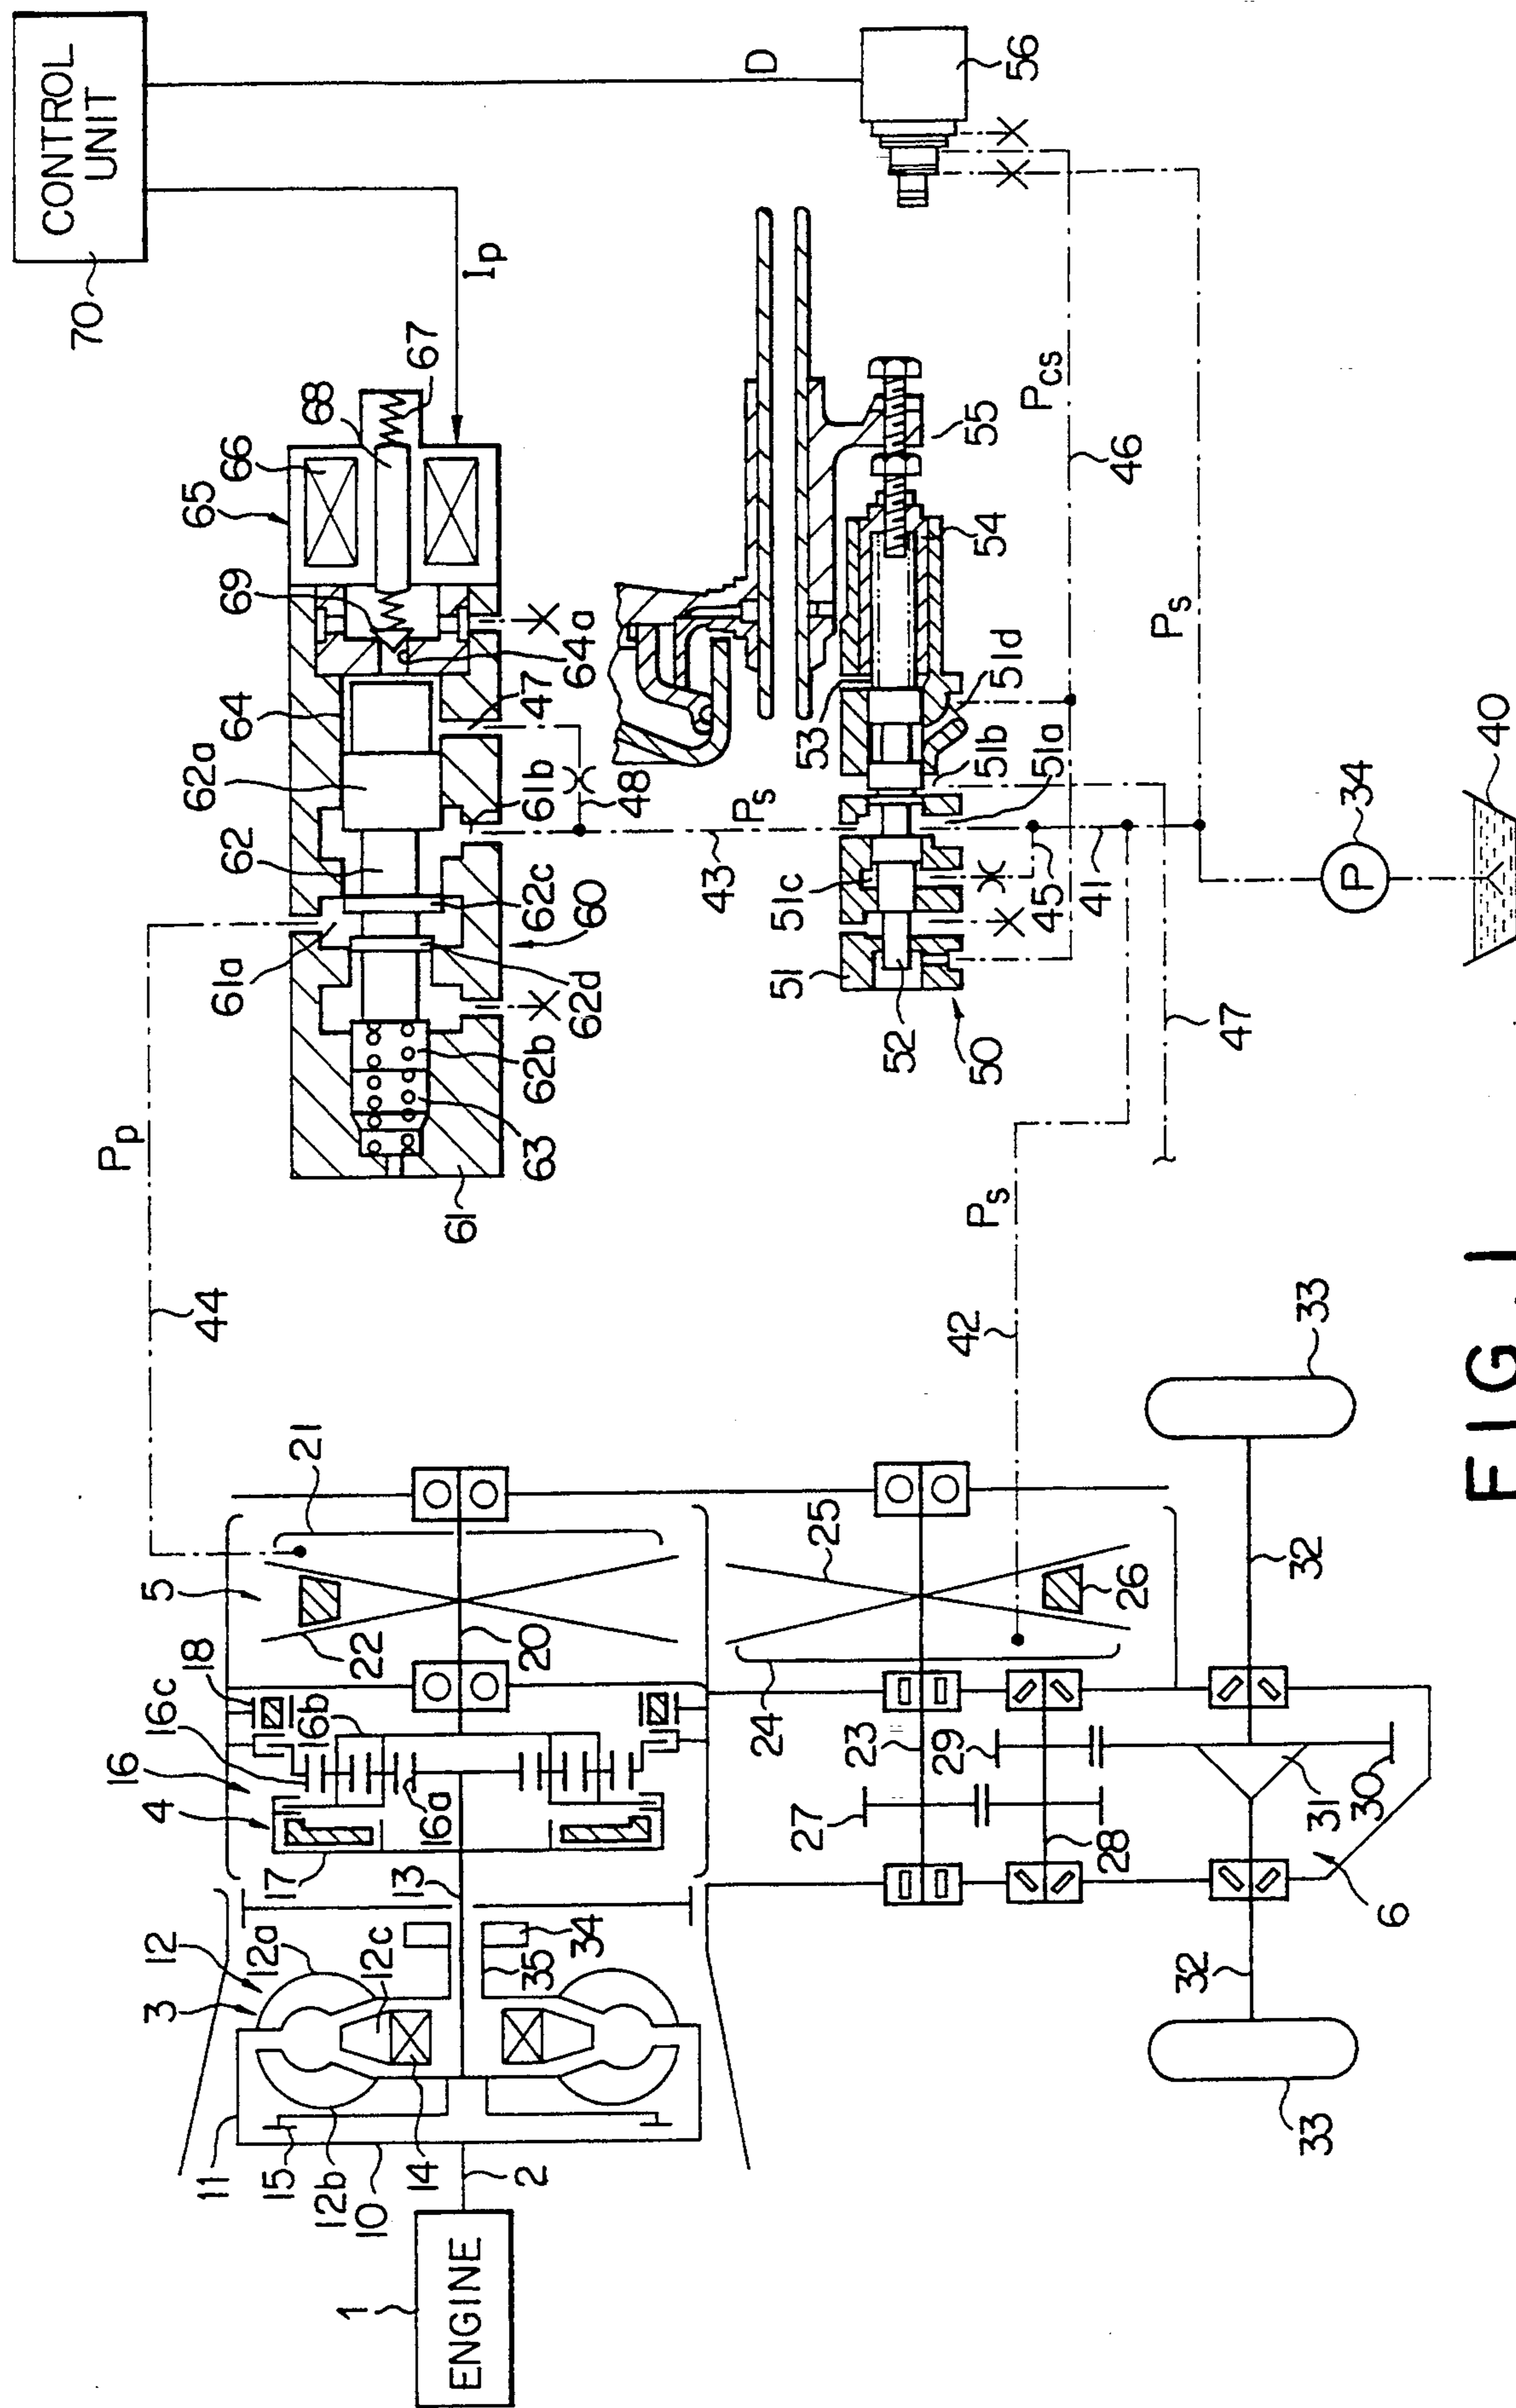 CONTROL
UNIT
70
D
56
Ip
67
68
66
65
69
64a
64
47
62a
61b
48
62
62c
60
61a
62d
62b
63
61
Pp
44
Ps
43
Pcs
46
55
54
51d
53
51b
51a
51c
45
41
51
52
50
47
Ps
34
P
40
Ps
42
21
5
22
20
18
16c
16b
16
4
16a
17
13
12
3
12a
12c
34
35
11
15
12b
10
14
2
1
ENGINE
25
26
24
23
29
27
28
31
30
6
32
32
33
33
FIG. 1